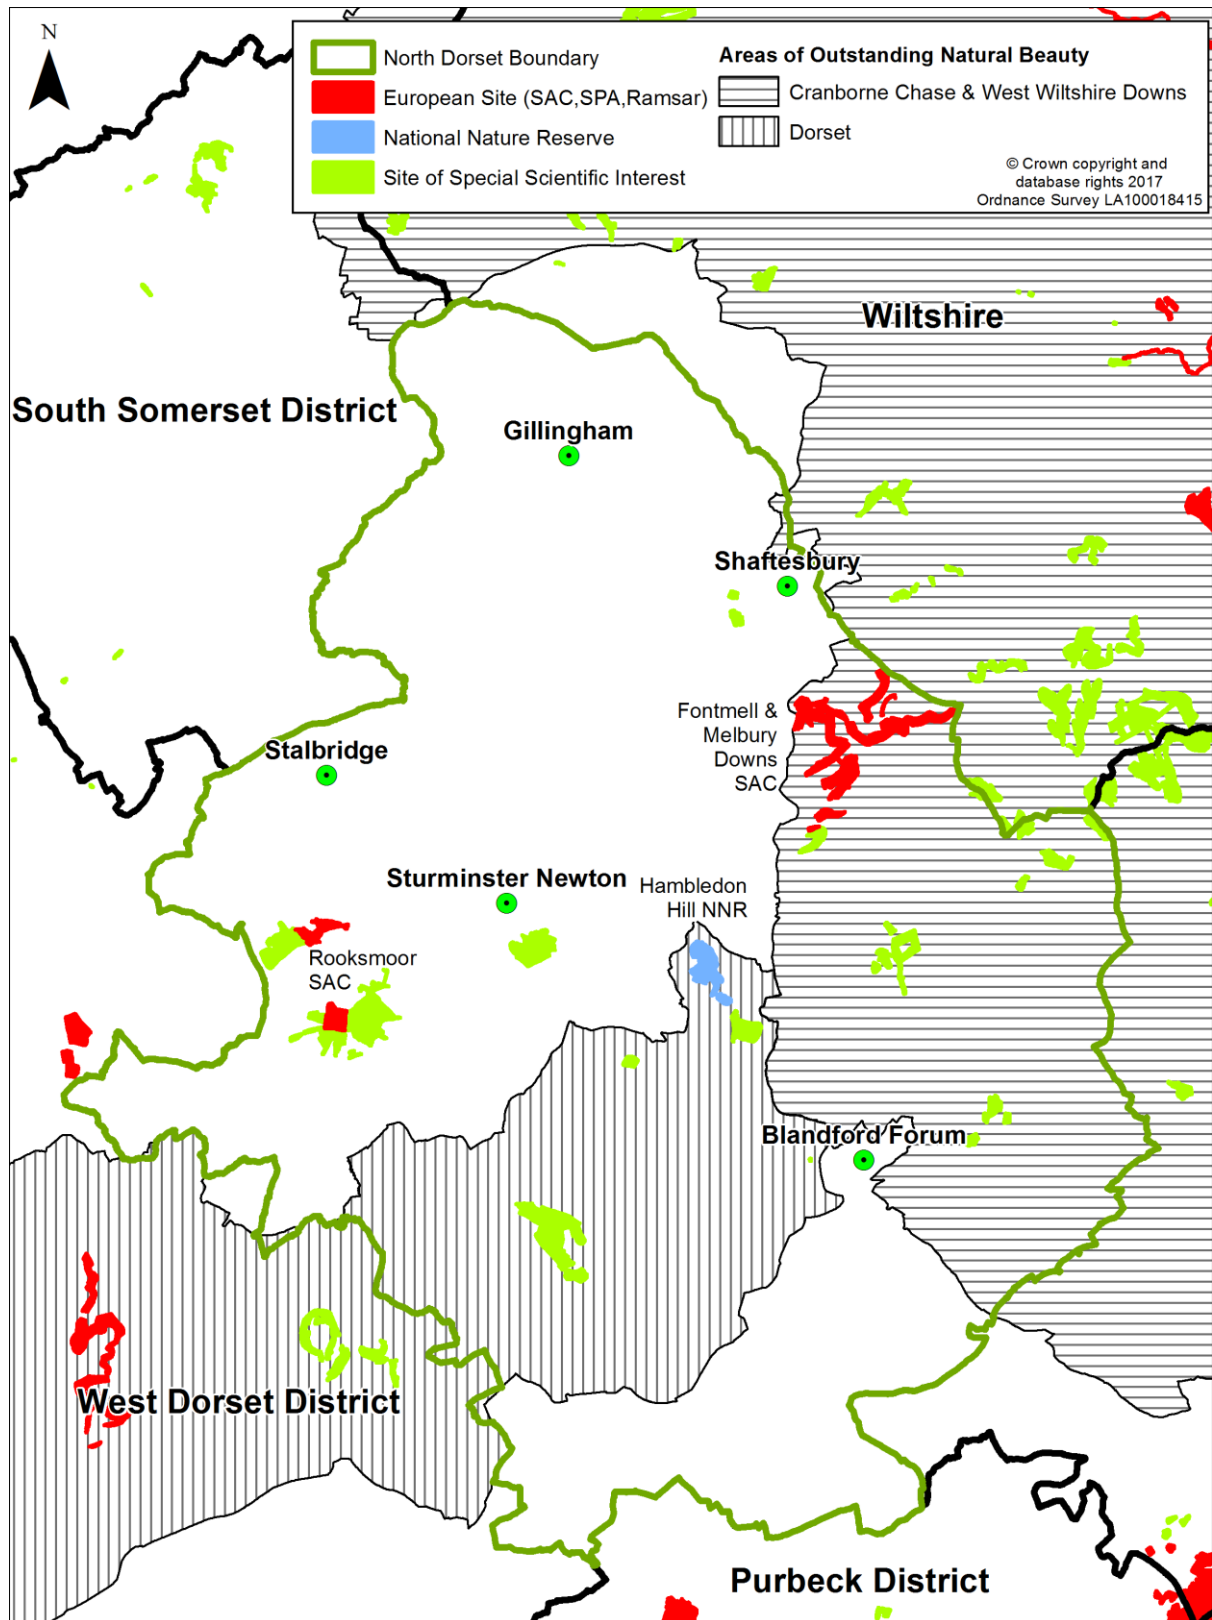 N
North Dorset Boundary
European Site (SAC,SPA,Ramsar)
National Nature Reserve
Site of Special Scientific Interest
Areas of Outstanding Natural Beauty
Cranborne Chase & West Wiltshire Downs
Dorset
© Crown copyright and
database rights 2017
Ordnance Survey LA100018415
Wiltshire
South Somerset District
Gillingham
Shaftesbury
Fontmell &
Melbury
Downs
SAC
Stalbridge
Sturminster Newton
Hambledon
Hill NNR
Rooksmoor
SAC
Blandford Forum
West Dorset District
Purbeck District